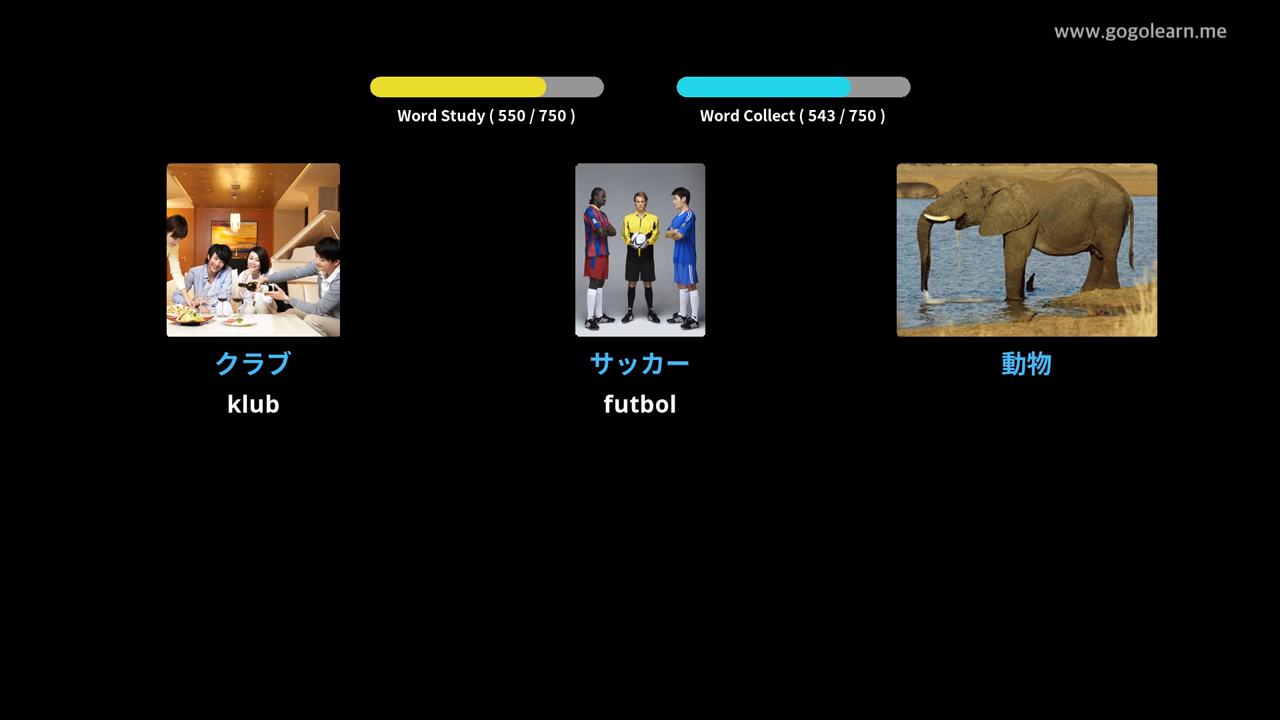 www.gogolearn.me
Word Study ( 550 / 750 )
Word Collect ( 543 / 750 )
クラブ
klub
サッカー
futbol
動物